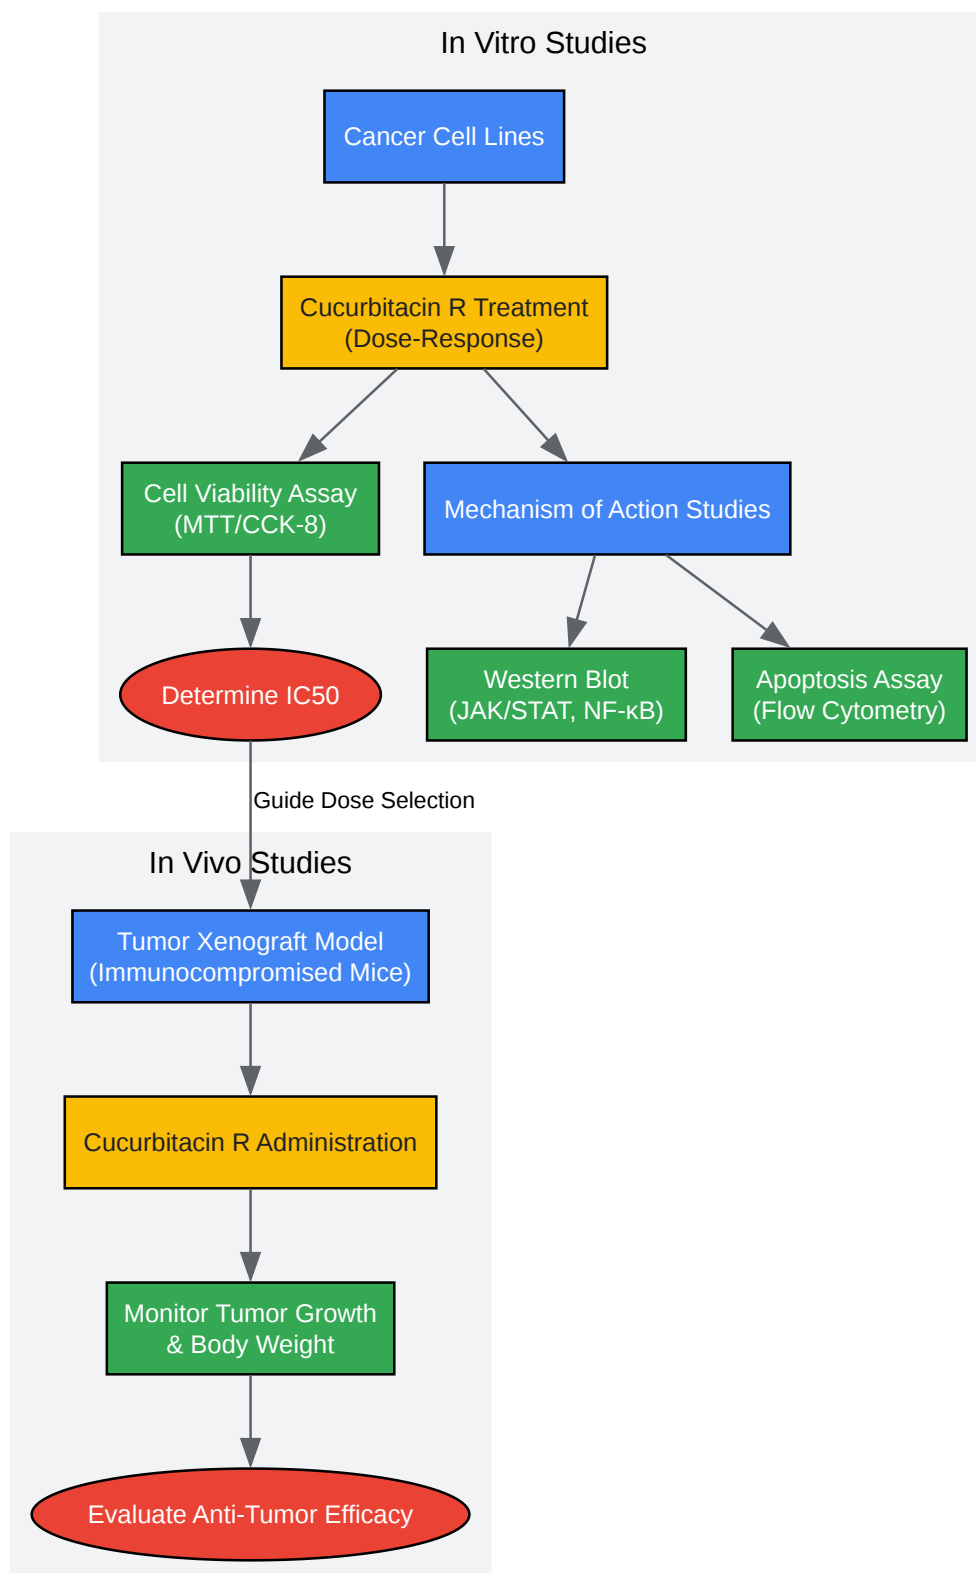 In Vitro Studies
Cancer Cell Lines
Cucurbitacin R Treatment
(Dose-Response)
Cell Viability Assay
(MTT/CCK-8)
Mechanism of Action Studies
Determine IC50
Western Blot
(JAK/STAT, NF-κB)
Apoptosis Assay
(Flow Cytometry)
Guide Dose Selection
In Vivo Studies
Tumor Xenograft Model
(Immunocompromised Mice)
Cucurbitacin R Administration
Monitor Tumor Growth
& Body Weight
Evaluate Anti-Tumor Efficacy